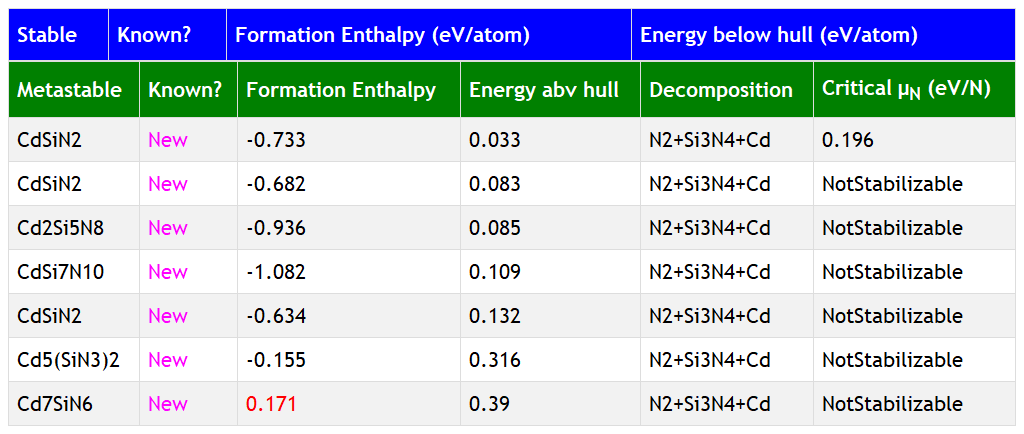 Stable Known? Formation Enthalpy (eV/atom) Energy below hull (eV/atom)
Metastable Known? Formation Enthalpy Energy abv hull Decomposition Critical μN (eV/N)
CdSiN2 New -0.733 0.033 N2+Si3N4+Cd 0.196
CdSiN2 New -0.682 0.083 N2+Si3N4+Cd NotStabilizable
Cd2Si5N8 New -0.936 0.085 N2+Si3N4+Cd NotStabilizable
CdSi7N10 New -1.082 0.109 N2+Si3N4+Cd NotStabilizable
CdSiN2 New -0.634 0.132 N2+Si3N4+Cd NotStabilizable
Cd5(SiN3)2 New -0.155 0.316 N2+Si3N4+Cd NotStabilizable
Cd7SiN6 New 0.171 0.39 N2+Si3N4+Cd NotStabilizable